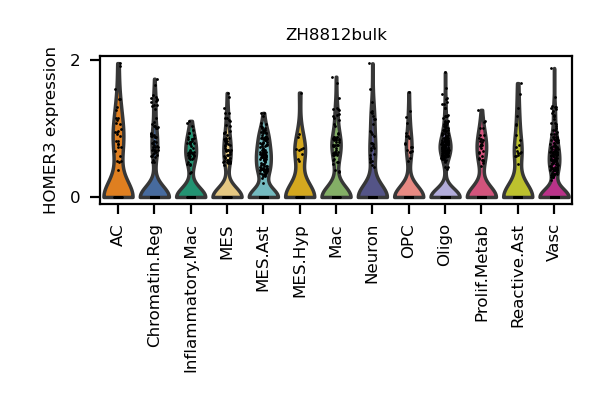 ZH8812bulk
HOMER3 expression
2
0
AC
Chromatin.Reg
Inflammatory.Mac
MES
MES.Ast
MES.Hyp
Mac
Neuron
OPC
Oligo
Prolif.Metab
Reactive.Ast
Vasc